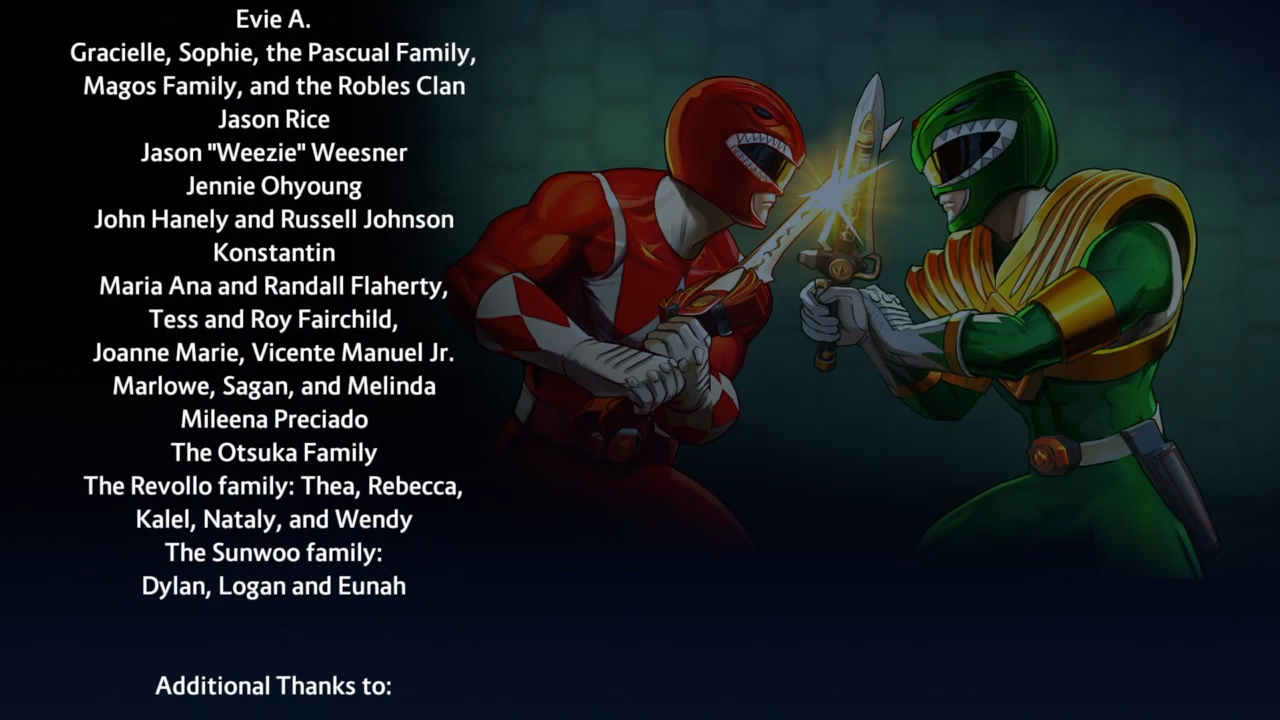 Evie A.
Gracielle, Sophie, the Pascual Family,
Magos Family, and the Robles Clan
Jason Rice
Jason "Weezie" Weesner
Jennie Ohyoung
John Hanely and Russell Johnson
Konstantin
Maria Ana and Randall Flaherty,
Tess and Roy Fairchild,
Joanne Marie, Vicente Manuel Jr.
Marlowe, Sagan, and Melinda
Mileena Preciado
The Otsuka Family
The Revollo family: Thea, Rebecca,
Kalel, Nataly, and Wendy
The Sunwoo family:
Dylan, Logan and Eunah
Additional Thanks to: